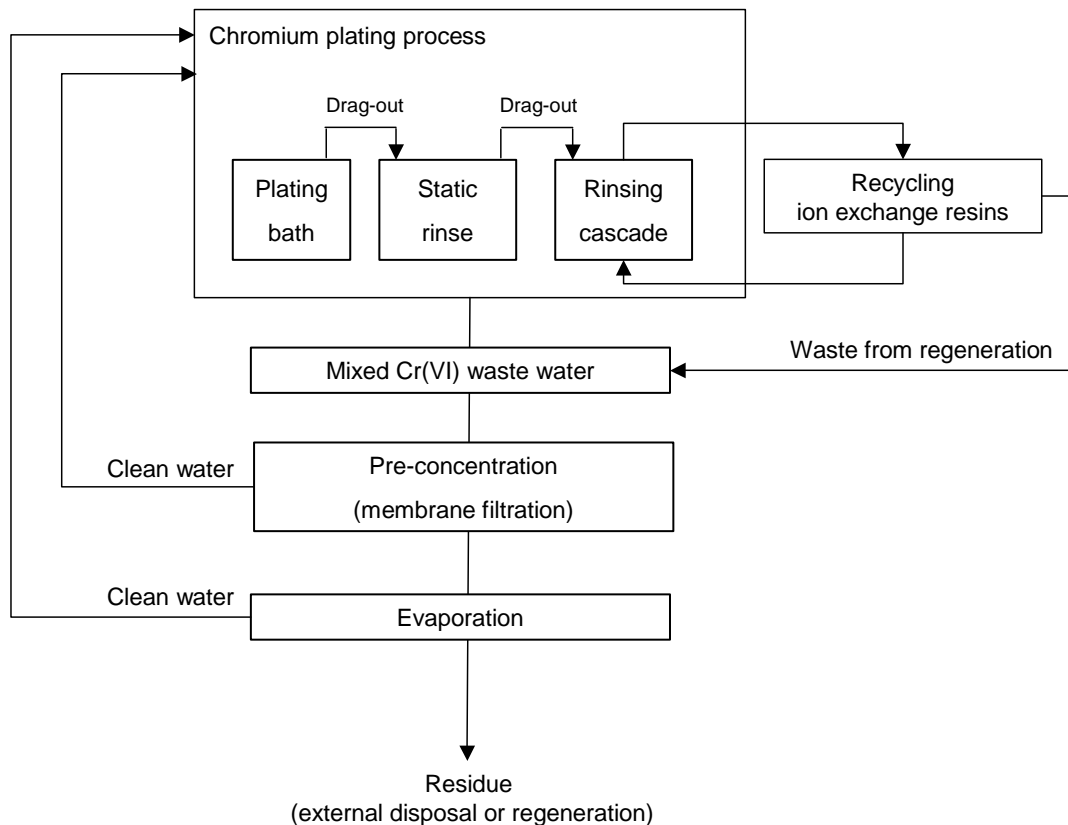 Chromium plating process
Drag-out
Drag-out
Plating
bath
Static
rinse
Rinsing
cascade
Recycling
ion exchange resins
Waste from regeneration
Mixed Cr(VI) waste water
Clean water
Pre-concentration
(membrane filtration)
Clean water
Evaporation
Residue
(external disposal or regeneration)